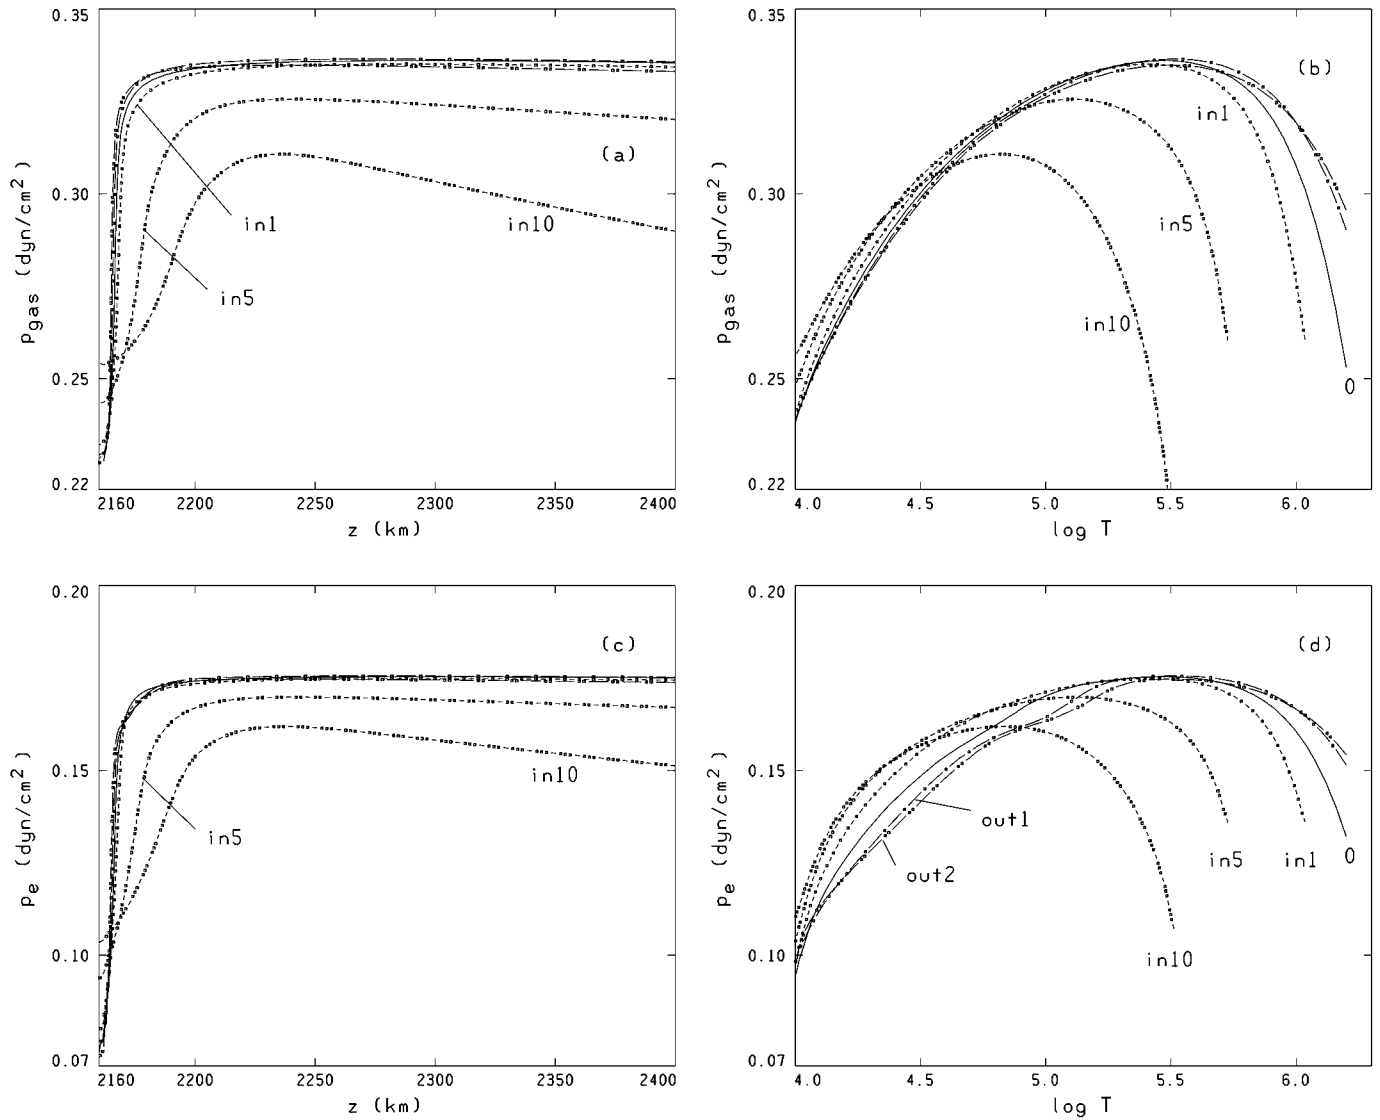 0.35
0.30
0.25
0.22
p_gas (dyn/cm²)
(a)
in1
in5
in10
2160
2200
2250
2300
2350
2400
z (km)
0.35
0.30
0.25
0.22
p_gas (dyn/cm²)
(b)
in1
in5
in10
0
4.0
4.5
5.0
5.5
6.0
log T
0.20
0.15
0.10
0.07
p_e (dyn/cm²)
(c)
in10
in5
2160
2200
2250
2300
2350
2400
z (km)
0.20
0.15
0.10
0.07
p_e (dyn/cm²)
(d)
out1
out2
in5
in1
0
in10
4.0
4.5
5.0
5.5
6.0
log T